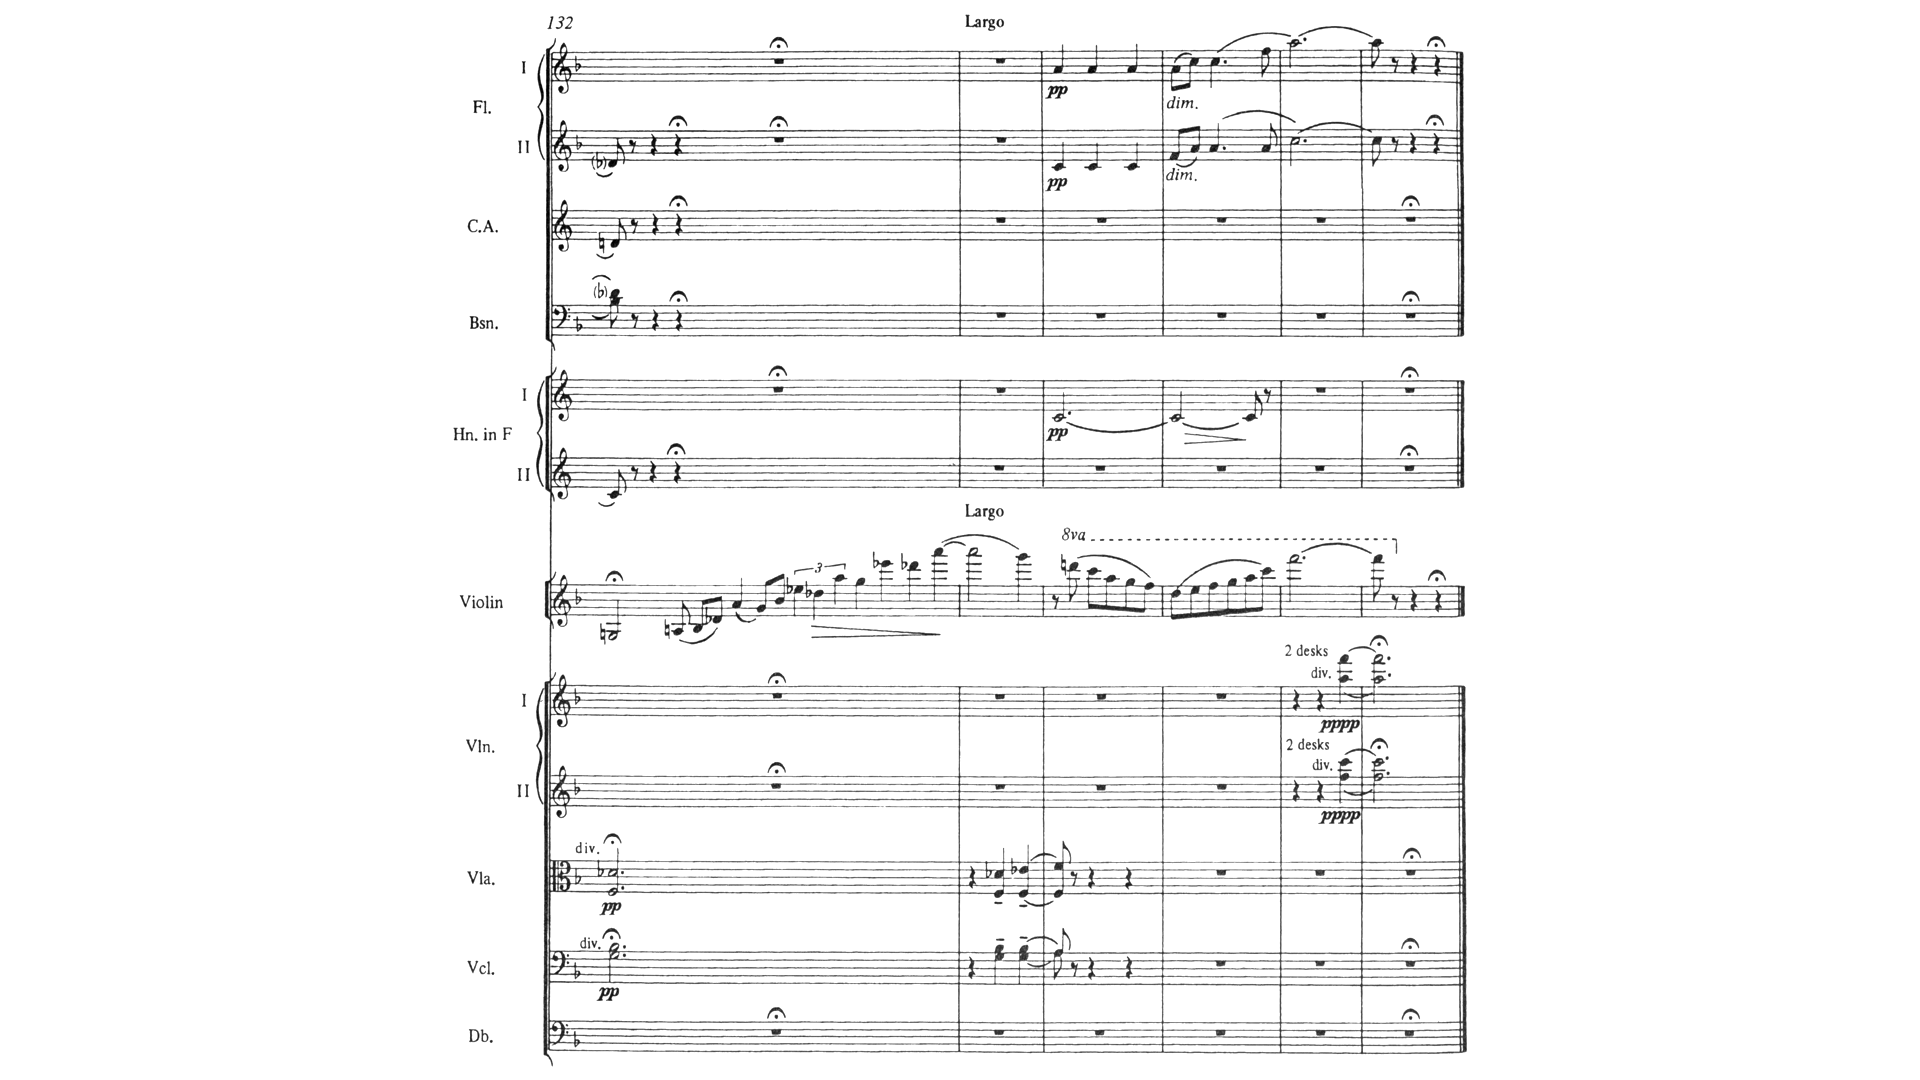 132
Largo
I
Fl.
pp
dim.
II
pp
dim.
C.A.
Bsn.
I
Hn. in F
pp
II
Largo
8va
3
Violin
2 desks
div.
I
pppp
Vln.
2 desks
div.
II
pppp
div.
Vla.
pp
div.
Vcl.
pp
Db.